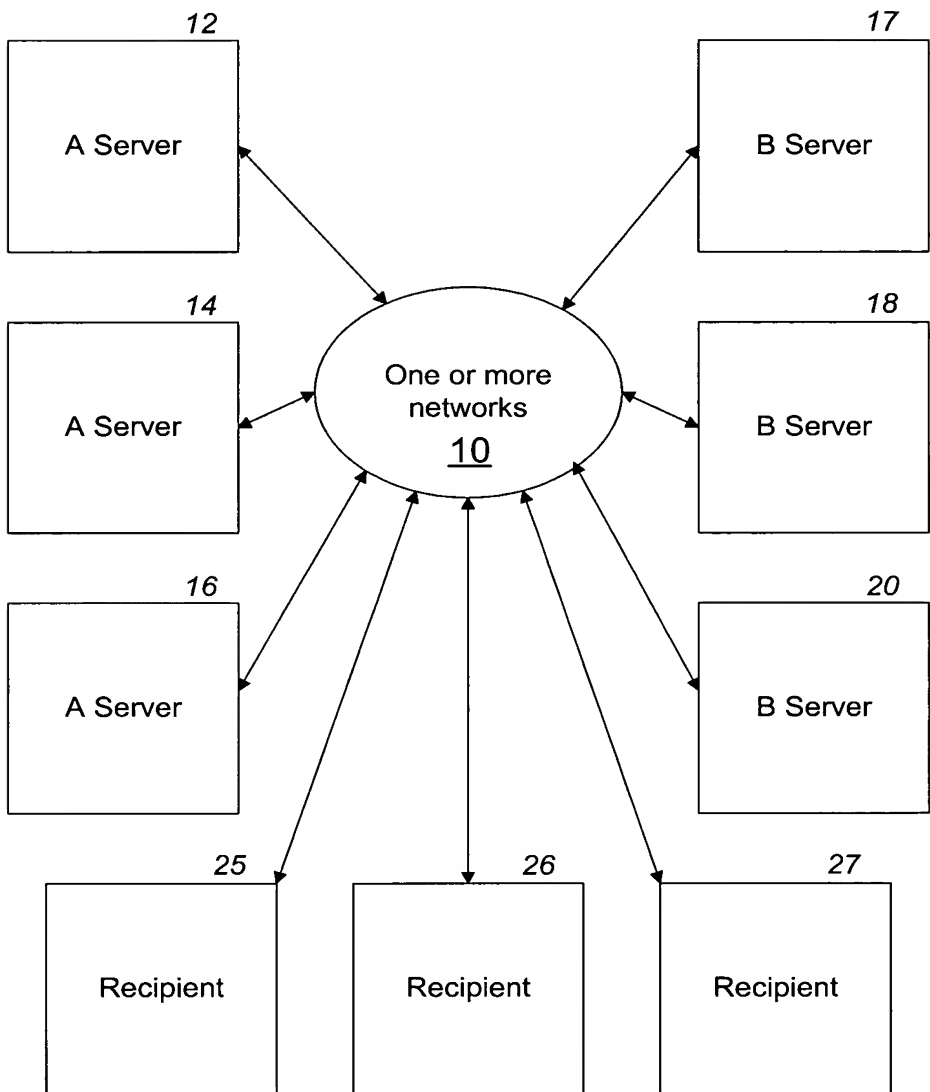 12
17
A Server
B Server
14
18
One or more
networks
10
A Server
B Server
16
20
A Server
B Server
25
26
27
Recipient
Recipient
Recipient